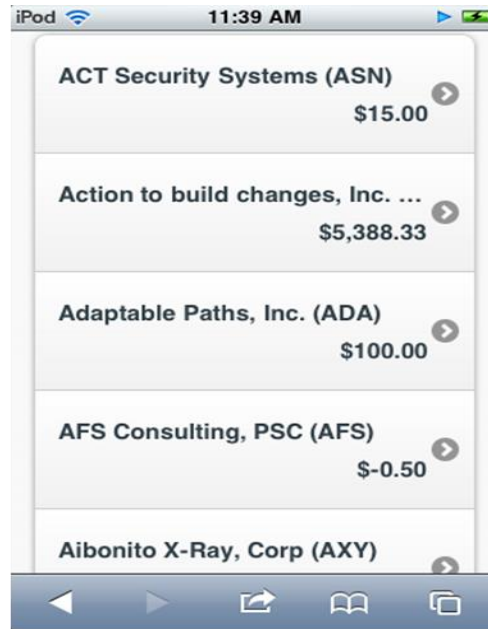 iPod 11:39 AM
ACT Security Systems (ASN)
$15.00
Action to build changes, Inc. ...
$5,388.33
Adaptable Paths, Inc. (ADA)
$100.00
AFS Consulting, PSC (AFS)
$-0.50
Aibonito X-Ray, Corp (AXY)